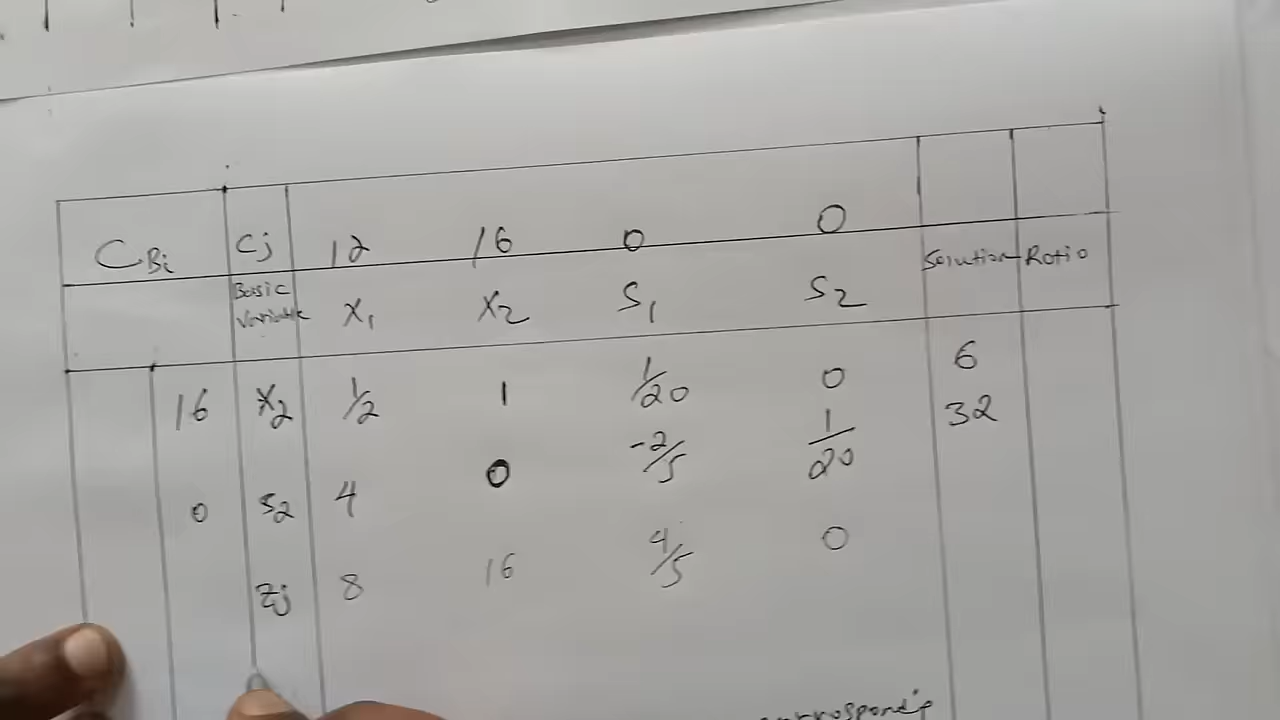 CBi Cj 12 16 0 0
Basic Variable x1 x2 S1 S2 Solution Ratio
16 x2 1/2 1 1/20 0 6
0 S2 4 0 -2/5 1/20 32
Zj 8 16 4/5 0